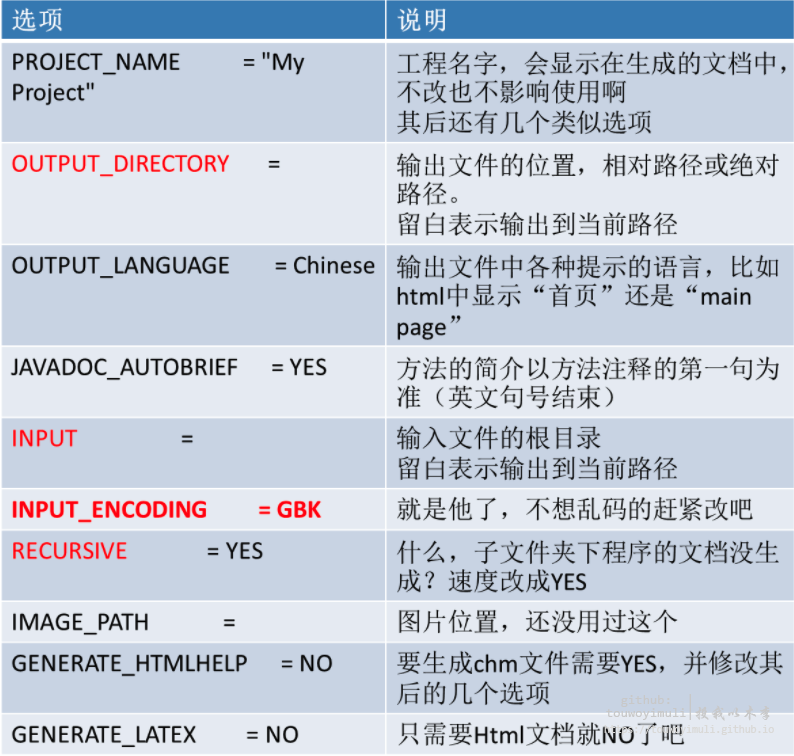 选项 说明
PROJECT_NAME = "My 工程名字，会显示在生成的文档中，
Project" 不改也不影响使用啊
其后还有几个类似选项
OUTPUT_DIRECTORY = 输出文件的位置，相对路径或绝对
路径。
留白表示输出到当前路径
OUTPUT_LANGUAGE = Chinese 输出文件中各种提示的语言，比如
html中显示“首页”还是“main
page”
JAVADOC_AUTOBRIEF = YES 方法的简介以方法注释的第一句为
准（英文句号结束）
INPUT = 输入文件的根目录
留白表示输出到当前路径
INPUT_ENCODING = GBK 就是他了，不想乱码的赶紧改吧
RECURSIVE = YES 什么，子文件夹下程序的文档没生
成？速度改成YES
IMAGE_PATH = 图片位置，还没用过这个
GENERATE_HTMLHELP = NO 要生成chm文件需要YES，并修改其
后的几个选项
github:
touwoyimuli
GENERATE_LATEX = NO 只需要Html文档就NO了吧